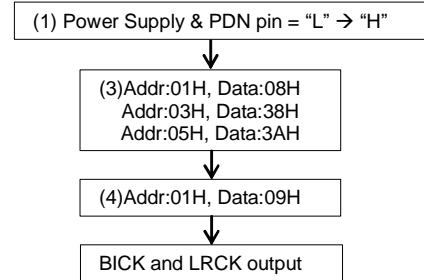 (1) Power Supply & PDN pin = “L” → “H”
(3)Addr:01H, Data:08H
Addr:03H, Data:38H
Addr:05H, Data:3AH
(4)Addr:01H, Data:09H
BICK and LRCK output